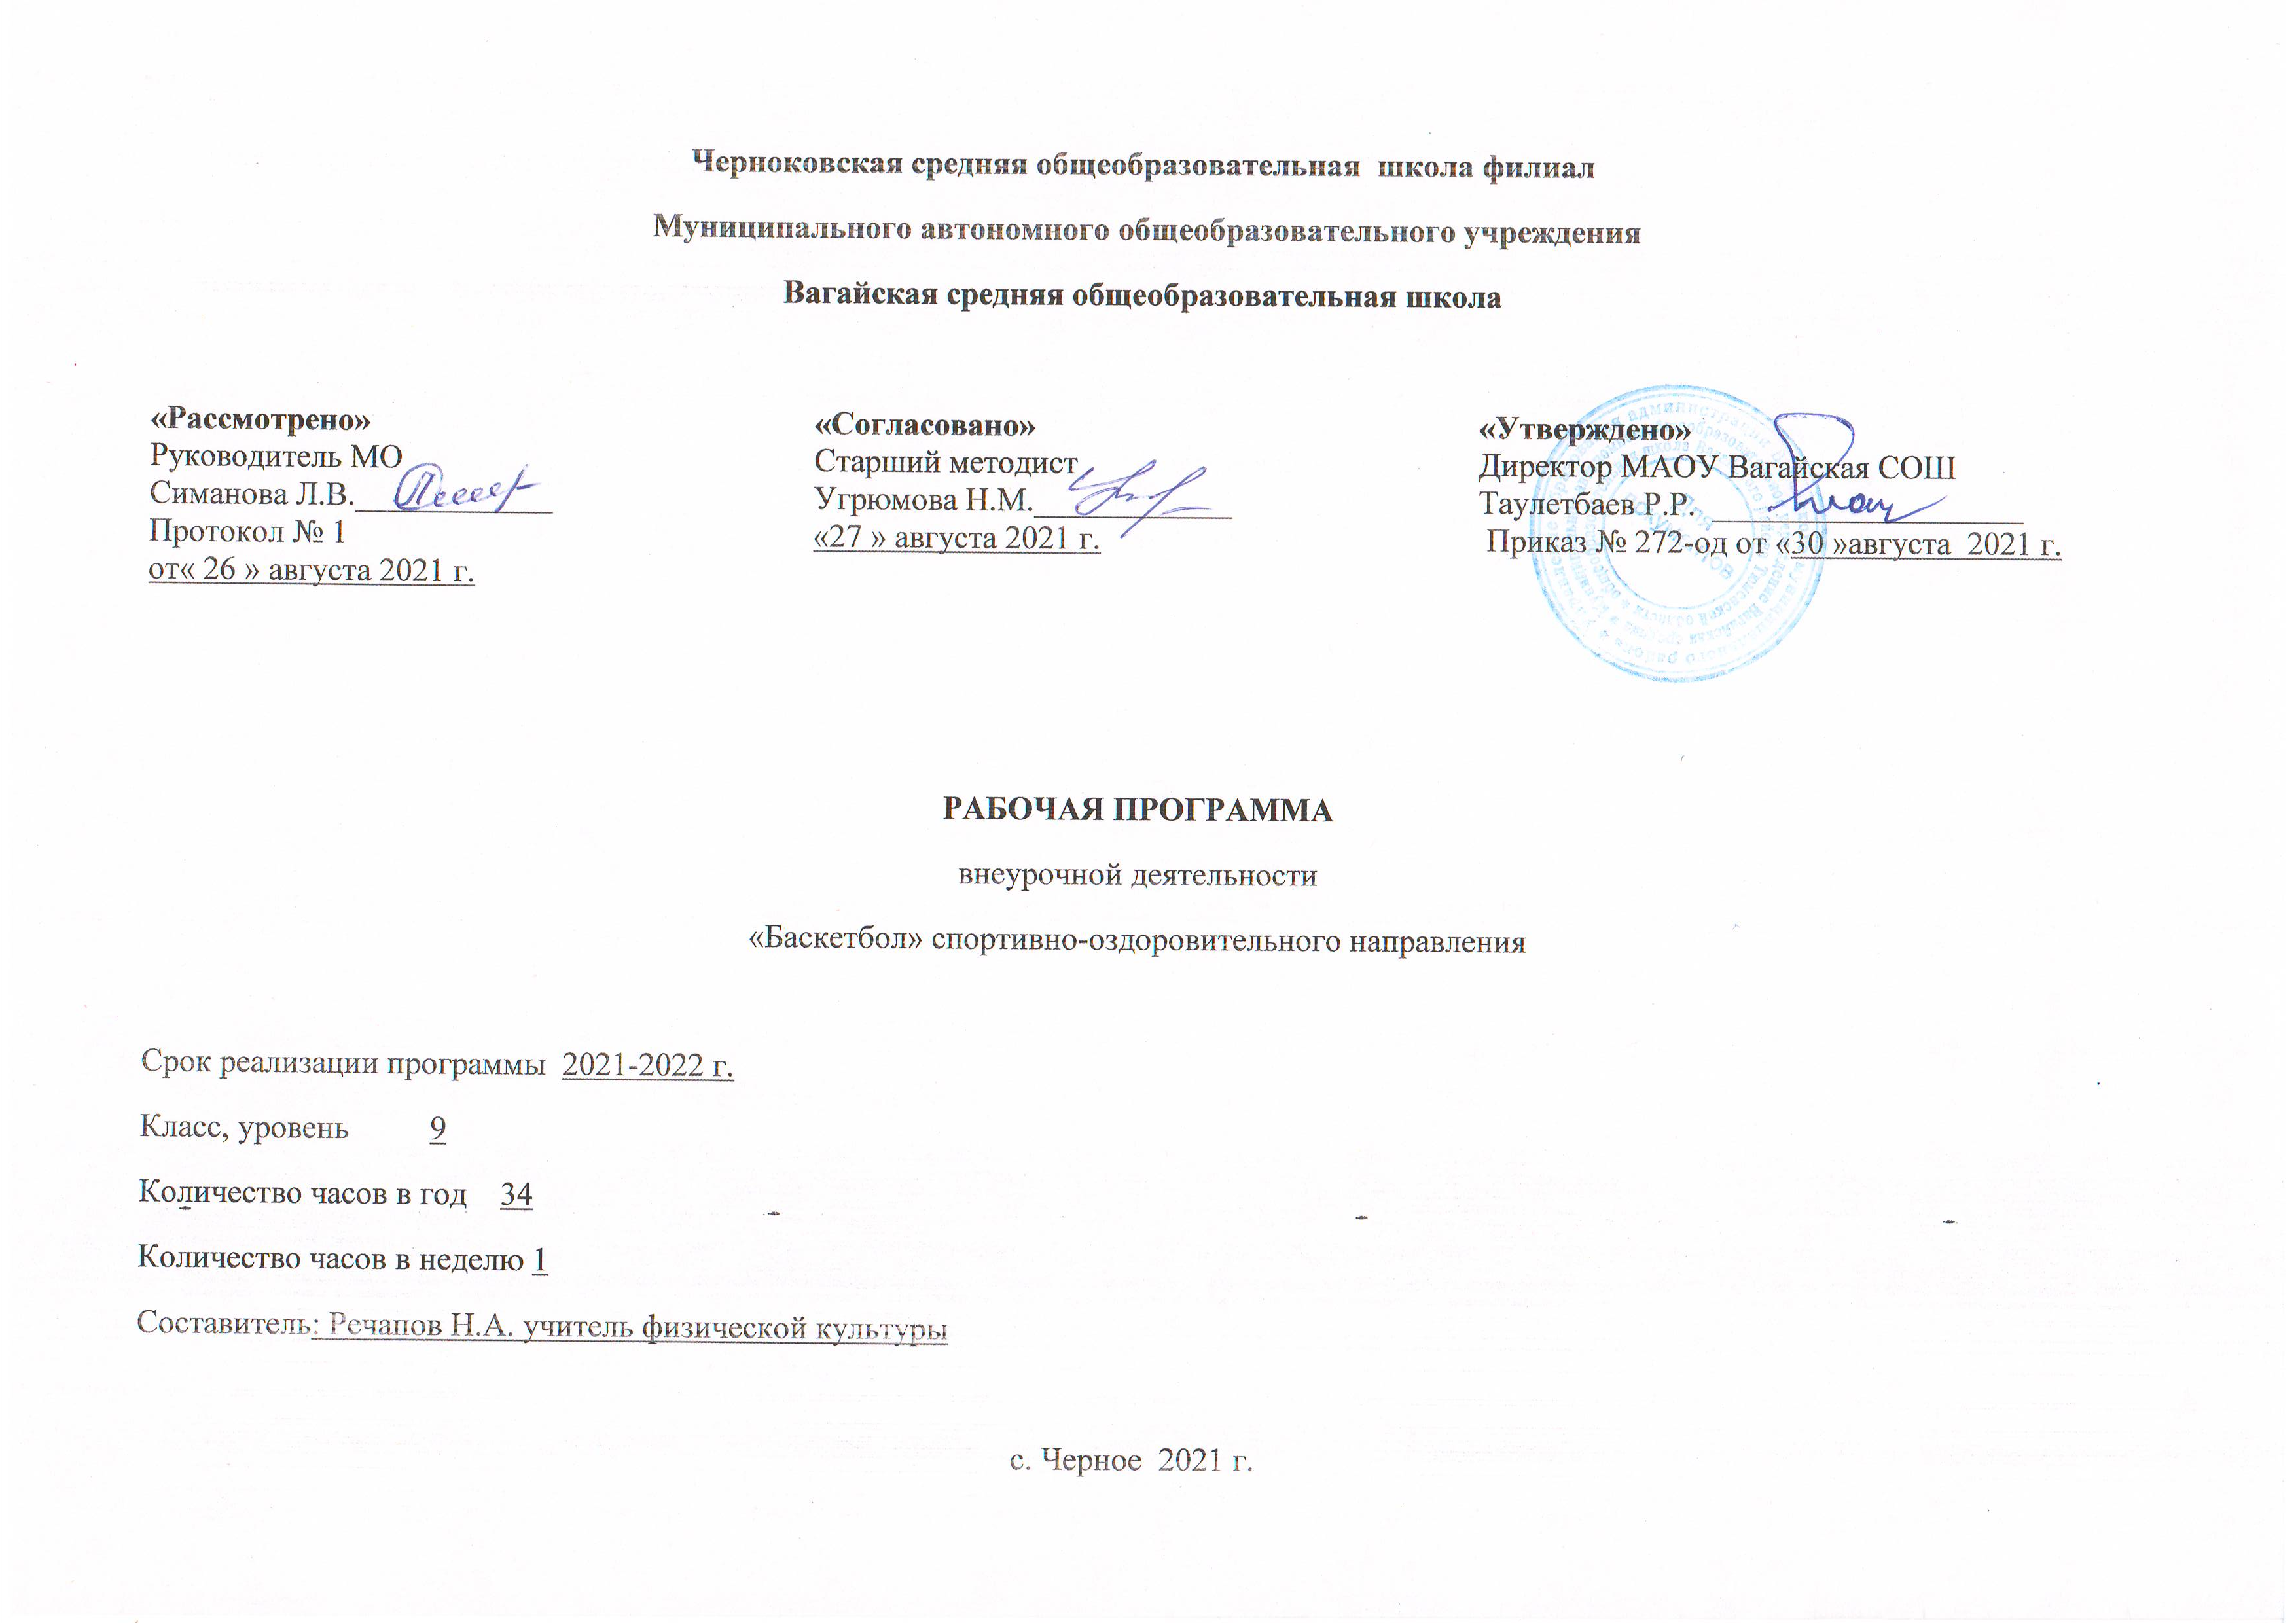 Черноковская средняя общеобразовательная школа филиал
Муниципального автономного общеобразовательного учреждения
Вагайская средняя общеобразовательная школа
«Рассмотрено»
Руководитель МО
Симанова Л.В.
Протокол № 1
от« 26 » августа 2021 г.
«Согласовано»
Старший методист
Угрюмова Н.М.
«27 » августа 2021 г.
«Утверждено»
Директор МАОУ Вагайская СОШ
Таулетбаев Р.Р.
Приказ № 272-од от «30 »августа 2021 г.
РАБОЧАЯ ПРОГРАММА
внеурочной деятельности
«Баскетбол» спортивно-оздоровительного направления
Срок реализации программы 2021-2022 г.
Класс, уровень 9
Количество часов в год 34
Количество часов в неделю 1
Составитель: Речапов Н.А. учитель физической культуры
с. Черное 2021 г.